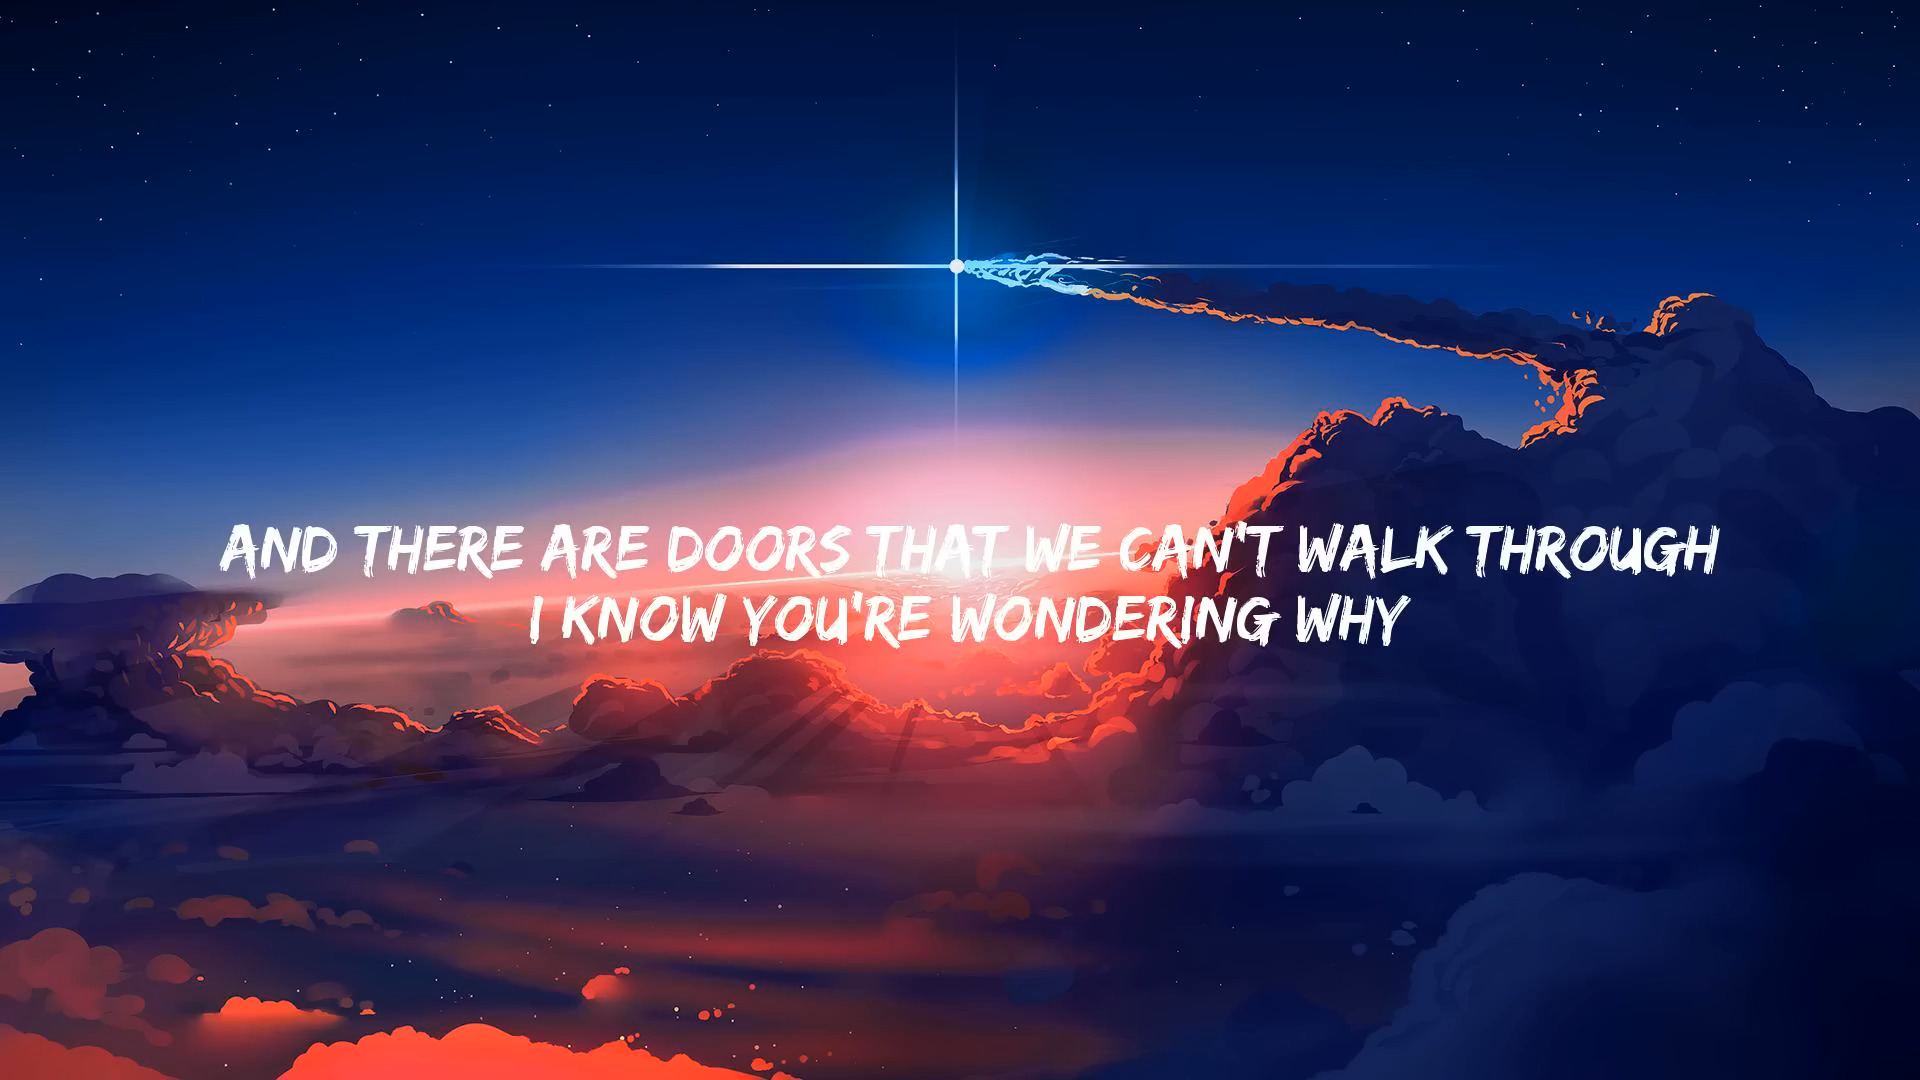 AND THERE ARE DOORS THAT WE CAN'T WALK THROUGH
I KNOW YOU'RE WONDERING WHY